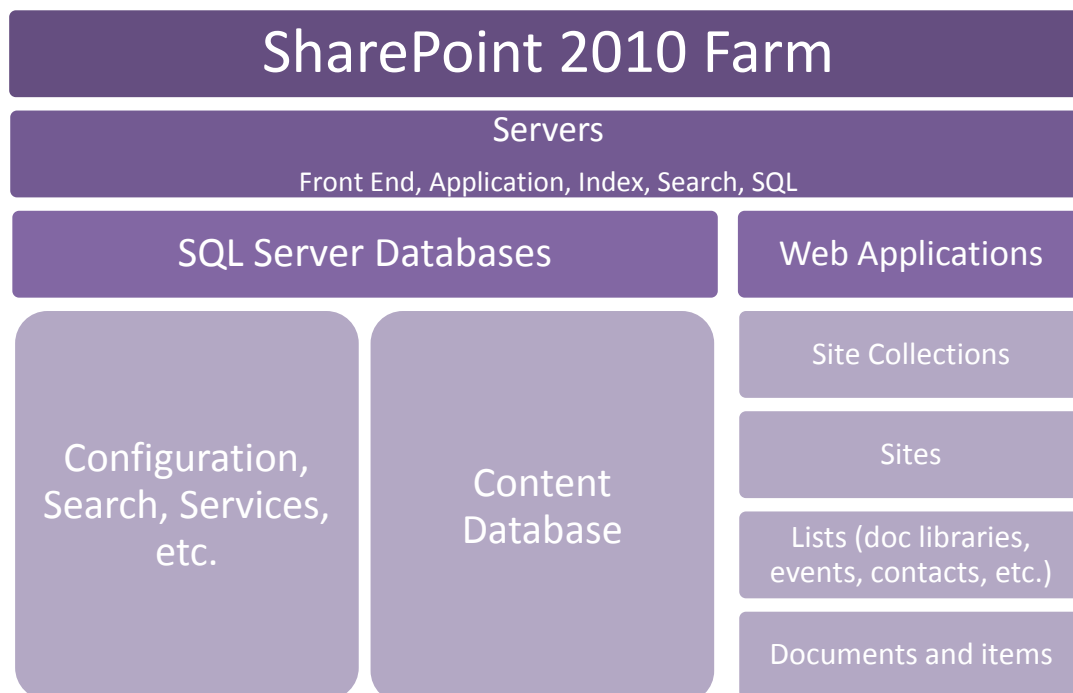 SharePoint 2010 Farm
Servers
Front End, Application, Index, Search, SQL
SQL Server Databases
Web Applications
Configuration,
Search, Services,
etc.
Content
Database
Site Collections
Sites
Lists (doc libraries,
events, contacts, etc.)
Documents and items